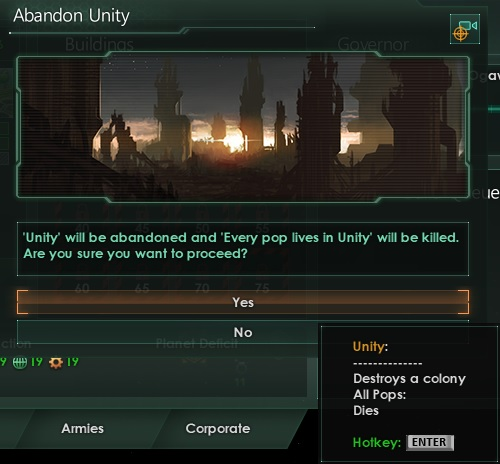 Abandon Unity
Buildings
Governor
'Unity' will be abandoned and 'Every pop lives in Unity' will be killed.
Are you sure you want to proceed?
60 65 70 75
Yes
No
Planet Deficit
9 19 19
Unity:
--------------
Destroys a colony
All Pops:
Dies
Hotkey: ENTER
Armies
Corporate